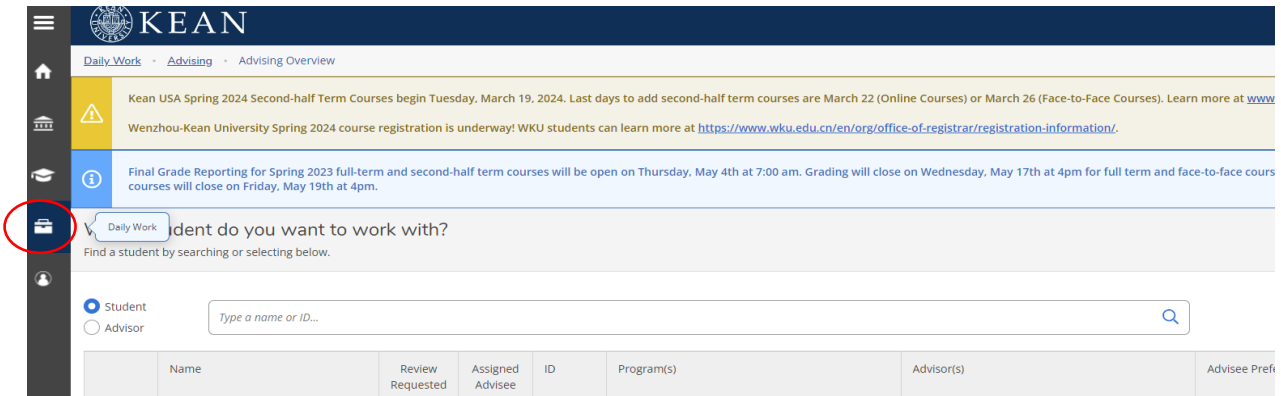 KEAN
Daily Work · Advising · Advising Overview
Kean USA Spring 2024 Second-half Term Courses begin Tuesday, March 19, 2024. Last days to add second-half term courses are March 22 (Online Courses) or March 26 (Face-to-Face Courses). Learn more at www
Wenzhou-Kean University Spring 2024 course registration is underway! WKU students can learn more at https://www.wku.edu.cn/en/org/office-of-registrar/registration-information/.
Final Grade Reporting for Spring 2023 full-term and second-half term courses will be open on Thursday, May 4th at 7:00 am. Grading will close on Wednesday, May 17th at 4pm for full term and face-to-face cours
courses will close on Friday, May 19th at 4pm.
Daily Work
udent do you want to work with?
Find a student by searching or selecting below.
Student
Advisor
Type a name or ID...
Name Review Assigned ID Program(s) Advisor(s) Advisee Prefe
Requested Advisee